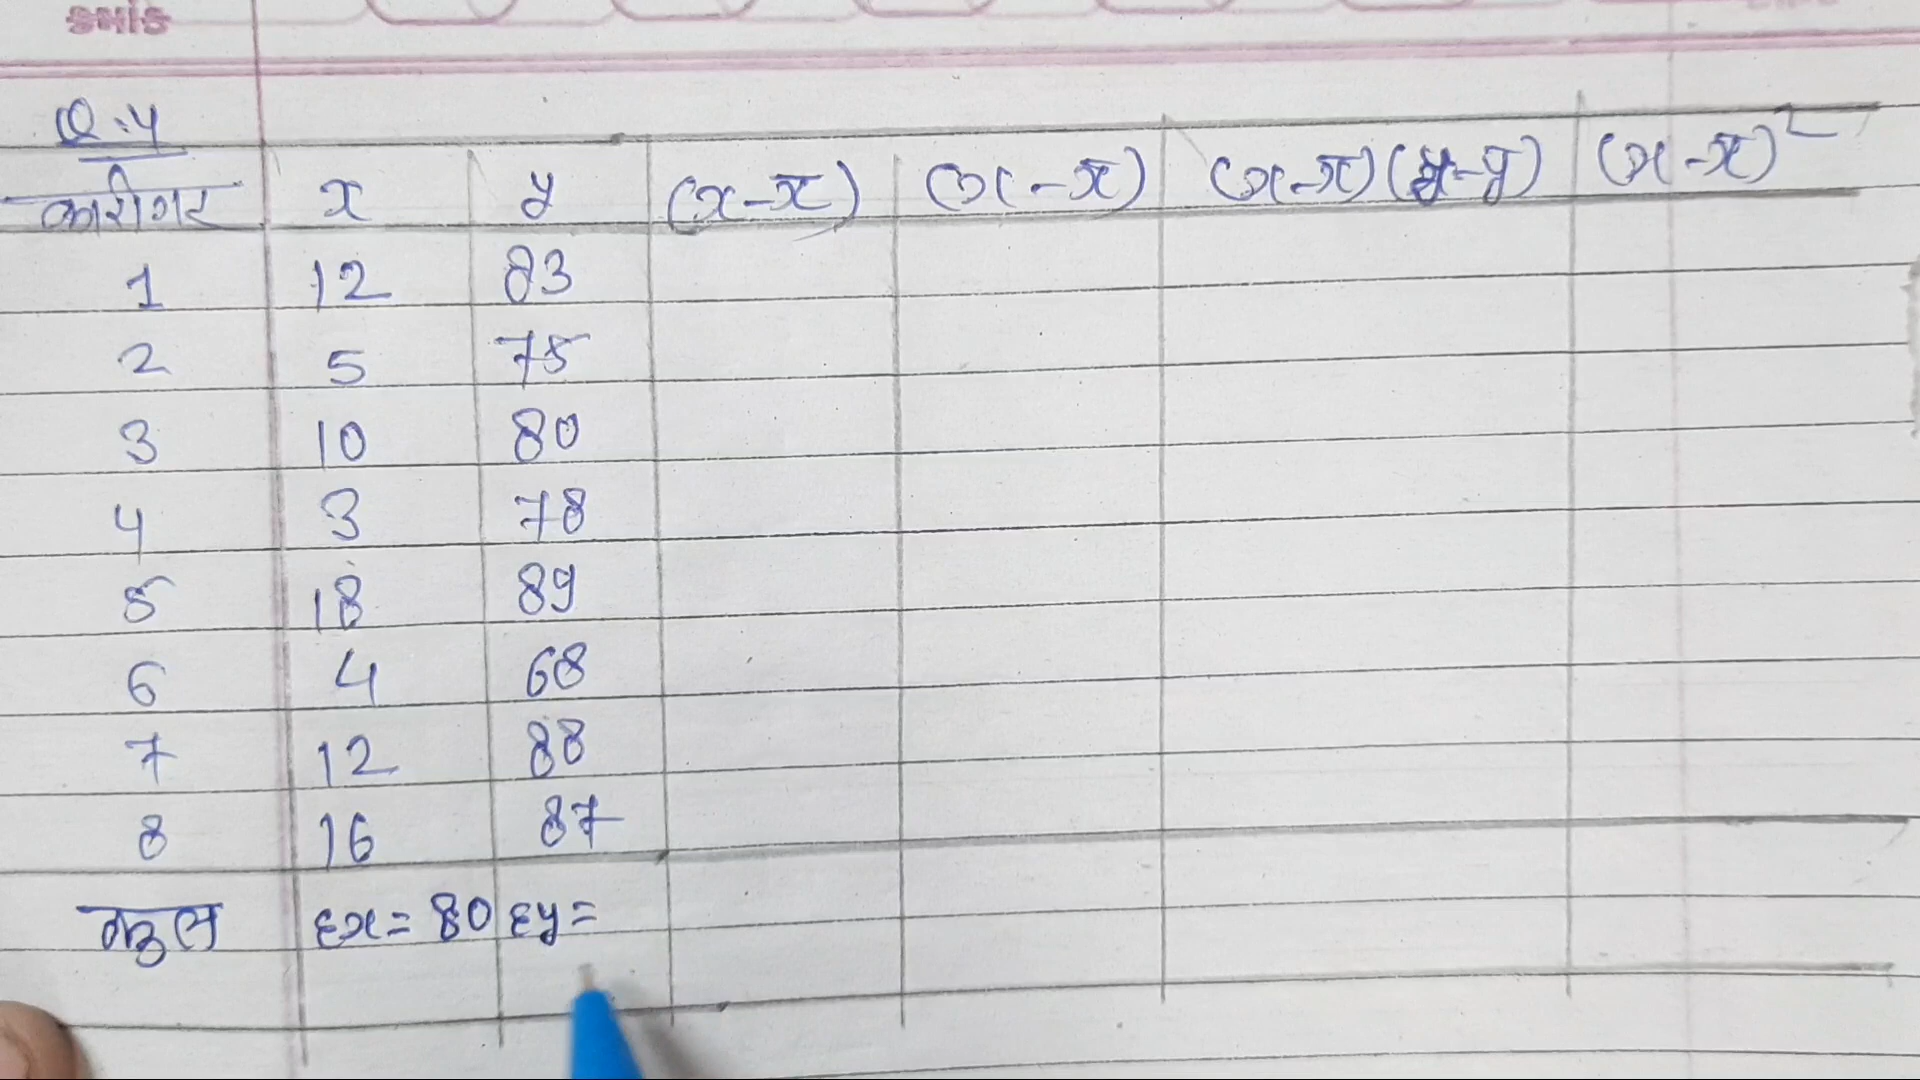 Q.4
कारीगर x y (x-x̄) (x-x̄) (x-x̄)(y-ȳ) (x-x̄)²
1 12 83
2 5 75
3 10 80
4 3 78
5 18 89
6 4 68
7 12 88
8 16 87
कुल Σx= 80 Σy=